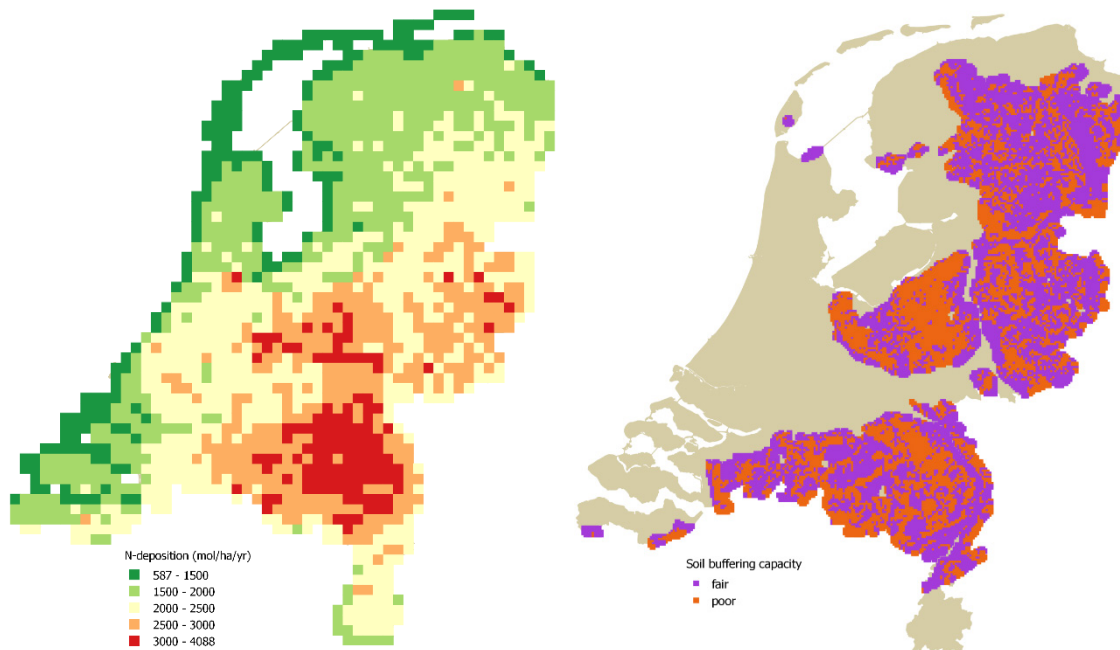 N-deposition (mol/ha/yr)
587 - 1500
1500 - 2000
2000 - 2500
2500 - 3000
3000 - 4088
Soil buffering capacity
fair
poor